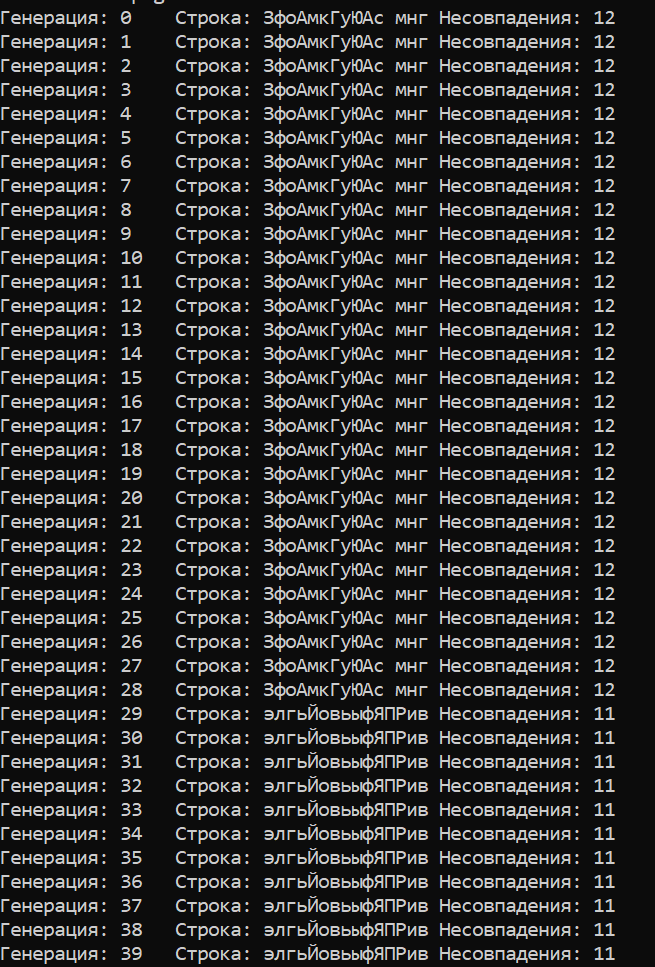 Генерация: 0 Строка: ЗфоАмкГуЮАс мнг Несовпадения: 12
Генерация: 1 Строка: ЗфоАмкГуЮАс мнг Несовпадения: 12
Генерация: 2 Строка: ЗфоАмкГуЮАс мнг Несовпадения: 12
Генерация: 3 Строка: ЗфоАмкГуЮАс мнг Несовпадения: 12
Генерация: 4 Строка: ЗфоАмкГуЮАс мнг Несовпадения: 12
Генерация: 5 Строка: ЗфоАмкГуЮАс мнг Несовпадения: 12
Генерация: 6 Строка: ЗфоАмкГуЮАс мнг Несовпадения: 12
Генерация: 7 Строка: ЗфоАмкГуЮАс мнг Несовпадения: 12
Генерация: 8 Строка: ЗфоАмкГуЮАс мнг Несовпадения: 12
Генерация: 9 Строка: ЗфоАмкГуЮАс мнг Несовпадения: 12
Генерация: 10 Строка: ЗфоАмкГуЮАс мнг Несовпадения: 12
Генерация: 11 Строка: ЗфоАмкГуЮАс мнг Несовпадения: 12
Генерация: 12 Строка: ЗфоАмкГуЮАс мнг Несовпадения: 12
Генерация: 13 Строка: ЗфоАмкГуЮАс мнг Несовпадения: 12
Генерация: 14 Строка: ЗфоАмкГуЮАс мнг Несовпадения: 12
Генерация: 15 Строка: ЗфоАмкГуЮАс мнг Несовпадения: 12
Генерация: 16 Строка: ЗфоАмкГуЮАс мнг Несовпадения: 12
Генерация: 17 Строка: ЗфоАмкГуЮАс мнг Несовпадения: 12
Генерация: 18 Строка: ЗфоАмкГуЮАс мнг Несовпадения: 12
Генерация: 19 Строка: ЗфоАмкГуЮАс мнг Несовпадения: 12
Генерация: 20 Строка: ЗфоАмкГуЮАс мнг Несовпадения: 12
Генерация: 21 Строка: ЗфоАмкГуЮАс мнг Несовпадения: 12
Генерация: 22 Строка: ЗфоАмкГуЮАс мнг Несовпадения: 12
Генерация: 23 Строка: ЗфоАмкГуЮАс мнг Несовпадения: 12
Генерация: 24 Строка: ЗфоАмкГуЮАс мнг Несовпадения: 12
Генерация: 25 Строка: ЗфоАмкГуЮАс мнг Несовпадения: 12
Генерация: 26 Строка: ЗфоАмкГуЮАс мнг Несовпадения: 12
Генерация: 27 Строка: ЗфоАмкГуЮАс мнг Несовпадения: 12
Генерация: 28 Строка: ЗфоАмкГуЮАс мнг Несовпадения: 12
Генерация: 29 Строка: элгьЙовьыфЯПРив Несовпадения: 11
Генерация: 30 Строка: элгьЙовьыфЯПРив Несовпадения: 11
Генерация: 31 Строка: элгьЙовьыфЯПРив Несовпадения: 11
Генерация: 32 Строка: элгьЙовьыфЯПРив Несовпадения: 11
Генерация: 33 Строка: элгьЙовьыфЯПРив Несовпадения: 11
Генерация: 34 Строка: элгьЙовьыфЯПРив Несовпадения: 11
Генерация: 35 Строка: элгьЙовьыфЯПРив Несовпадения: 11
Генерация: 36 Строка: элгьЙовьыфЯПРив Несовпадения: 11
Генерация: 37 Строка: элгьЙовьыфЯПРив Несовпадения: 11
Генерация: 38 Строка: элгьЙовьыфЯПРив Несовпадения: 11
Генерация: 39 Строка: элгьЙовьыфЯПРив Несовпадения: 11